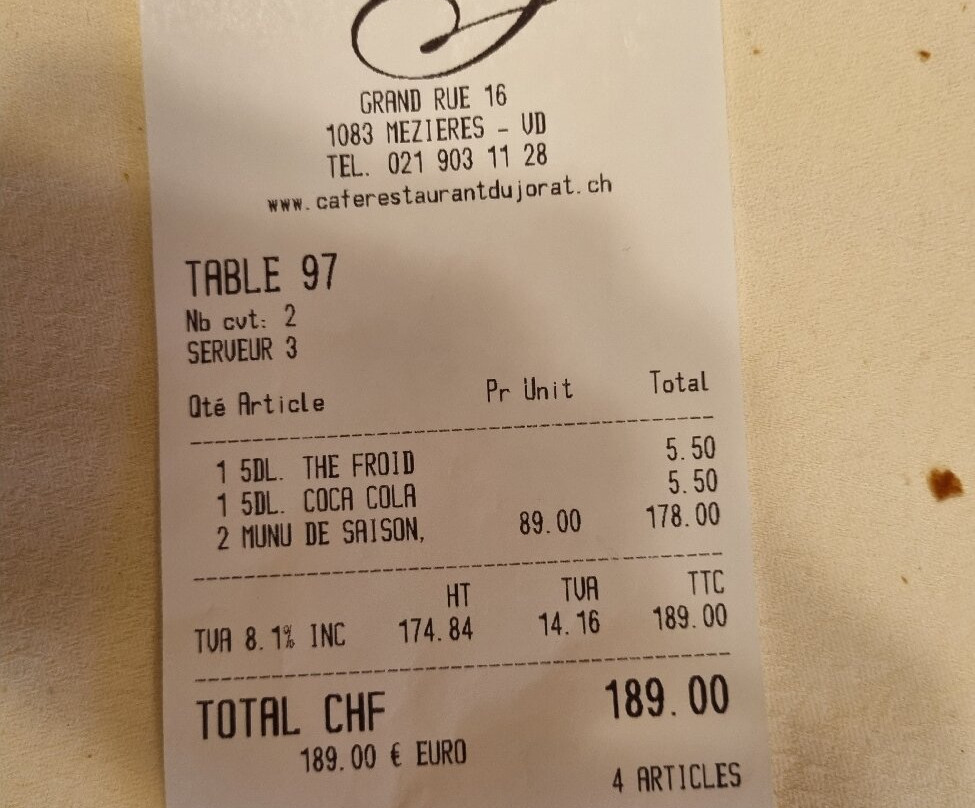 GRAND RUE 16
1083 MEZIERES - VD
TEL. 021 903 11 28
www.caferestaurantdujorat.ch
TABLE 97
Nb cvt: 2
SERVEUR 3
Qté Article Pr Unit Total
1 5DL. THE FROID 5.50
1 5DL. COCA COLA 5.50
2 MUNU DE SAISON, 89.00 178.00
HT TVA TTC
TVA 8.1% INC 174.84 14.16 189.00
TOTAL CHF 189.00
189.00 € EURO
4 ARTICLES